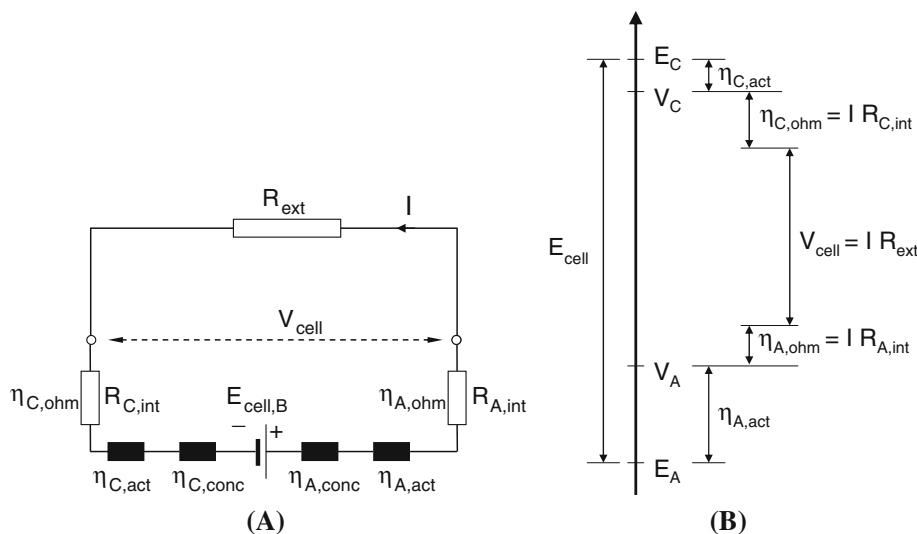 R_ext
I
V_cell
η_C,ohm
R_C,int
E_cell,B
− +
η_A,ohm
R_A,int
η_C,act
η_C,conc
η_A,conc
η_A,act
(A)
E_C
η_C,act
V_C
η_C,ohm = I R_C,int
E_cell
V_cell = I R_ext
η_A,ohm = I R_A,int
V_A
η_A,act
E_A
(B)